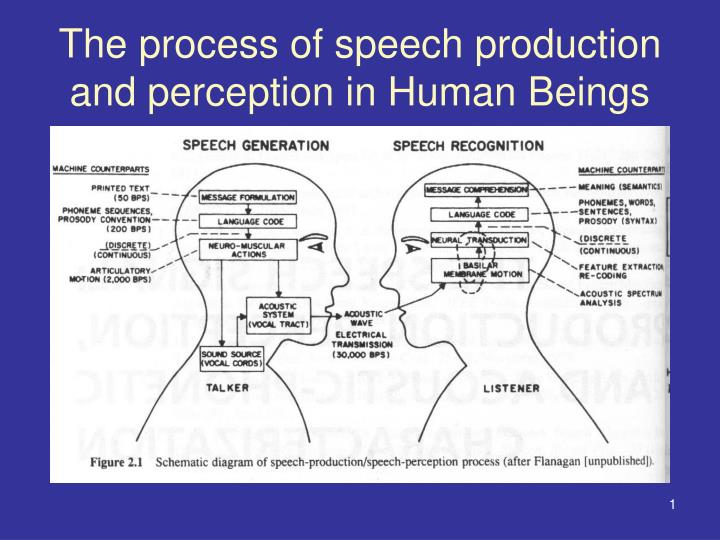 The process of speech production
and perception in Human Beings
SPEECH GENERATION
SPEECH RECOGNITION
MACHINE COUNTERPARTS
PRINTED TEXT
(50 BPS)
PHONEME SEQUENCES,
PROSODY CONVENTION
(200 BPS)
(DISCRETE)
(CONTINUOUS)
ARTICULATORY
MOTION (2,000 BPS)
MESSAGE FORMULATION
LANGUAGE CODE
NEURO-MUSCULAR
ACTIONS
ACOUSTIC
SYSTEM
(VOCAL TRACT)
SOUND SOURCE
(VOCAL CORDS)
TALKER
ACOUSTIC
WAVE
ELECTRICAL
TRANSMISSION
(30,000 BPS)
MESSAGE COMPREHENSION
LANGUAGE CODE
NEURAL TRANSDUCTION
BASILAR
MEMBRANE MOTION
LISTENER
MACHINE COUNTERPART
MEANING (SEMANTICS)
PHONEMES, WORDS,
SENTENCES,
PROSODY (SYNTAX)
(DISCRETE
(CONTINUOUS)
FEATURE EXTRACTION
RE-CODING
ACOUSTIC SPECTRUM
ANALYSIS
Figure 2.1 Schematic diagram of speech-production/speech-perception process (after Flanagan [unpublished]).
1